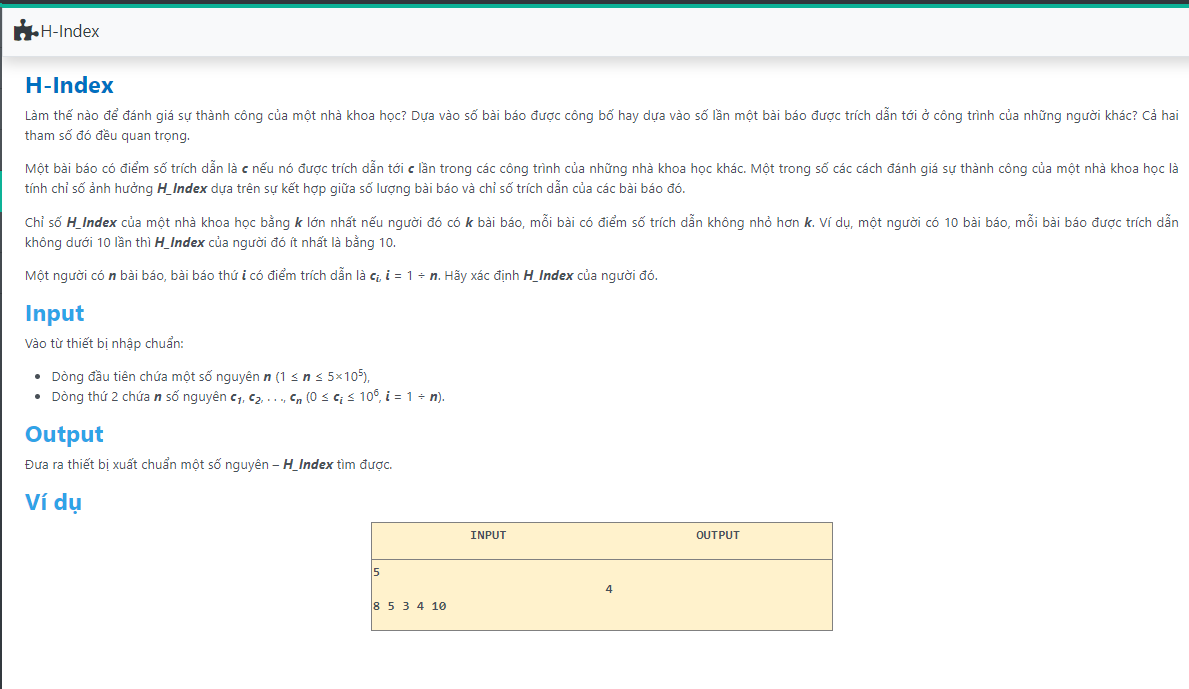 H-Index
H-Index
Làm thế nào để đánh giá sự thành công của một nhà khoa học? Dựa vào số bài báo được công bố hay dựa vào số lần một bài báo được trích dẫn tới ở công trình của những người khác? Cả hai
tham số đó đều quan trọng.
Một bài báo có điểm số trích dẫn là c nếu nó được trích dẫn tới c lần trong các công trình của những nhà khoa học khác. Một trong số các cách đánh giá sự thành công của một nhà khoa học là
tính chỉ số ảnh hưởng H_Index dựa trên sự kết hợp giữa số lượng bài báo và chỉ số trích dẫn của các bài báo đó.
Chỉ số H_Index của một nhà khoa học bằng k lớn nhất nếu người đó có k bài báo, mỗi bài có điểm số trích dẫn không nhỏ hơn k. Ví dụ, một người có 10 bài báo, mỗi bài báo được trích dẫn
không dưới 10 lần thì H_Index của người đó ít nhất là bằng 10.
Một người có n bài báo, bài báo thứ i có điểm trích dẫn là cᵢ, i = 1 ÷ n. Hãy xác định H_Index của người đó.
Input
Vào từ thiết bị nhập chuẩn:
• Dòng đầu tiên chứa một số nguyên n (1 ≤ n ≤ 5×10⁵),
• Dòng thứ 2 chứa n số nguyên c₁, c₂, . . ., cₙ (0 ≤ cᵢ ≤ 10⁶, i = 1 ÷ n).
Output
Đưa ra thiết bị xuất chuẩn một số nguyên – H_Index tìm được.
Ví dụ
INPUT OUTPUT
5
4
8 5 3 4 10